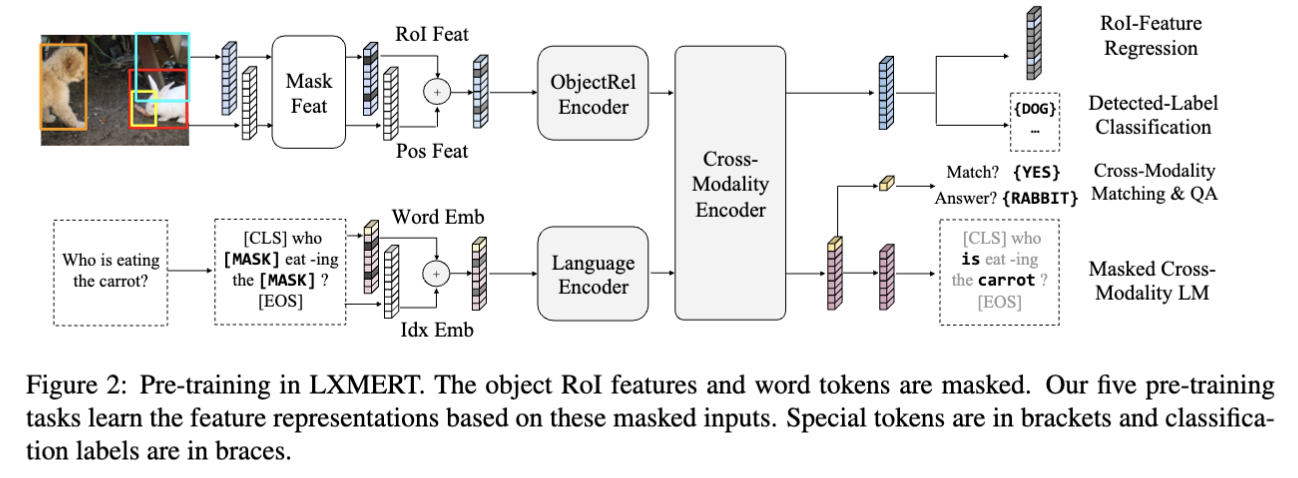 RoI Feat
Mask
Feat
Pos Feat
ObjectRel
Encoder
Cross-
Modality
Encoder
RoI-Feature
Regression
{DOG}
…
Detected-Label
Classification
Match? {YES}
Answer? {RABBIT}
Cross-Modality
Matching & QA
Who is eating
the carrot?
[CLS] who
[MASK] eat -ing
the [MASK] ?
[EOS]
Word Emb
Idx Emb
Language
Encoder
[CLS] who
is eat -ing
the carrot ?
[EOS]
Masked Cross-
Modality LM
+
+
Figure 2: Pre-training in LXMERT. The object RoI features and word tokens are masked. Our five pre-training
tasks learn the feature representations based on these masked inputs. Special tokens are in brackets and classifica-
tion labels are in braces.